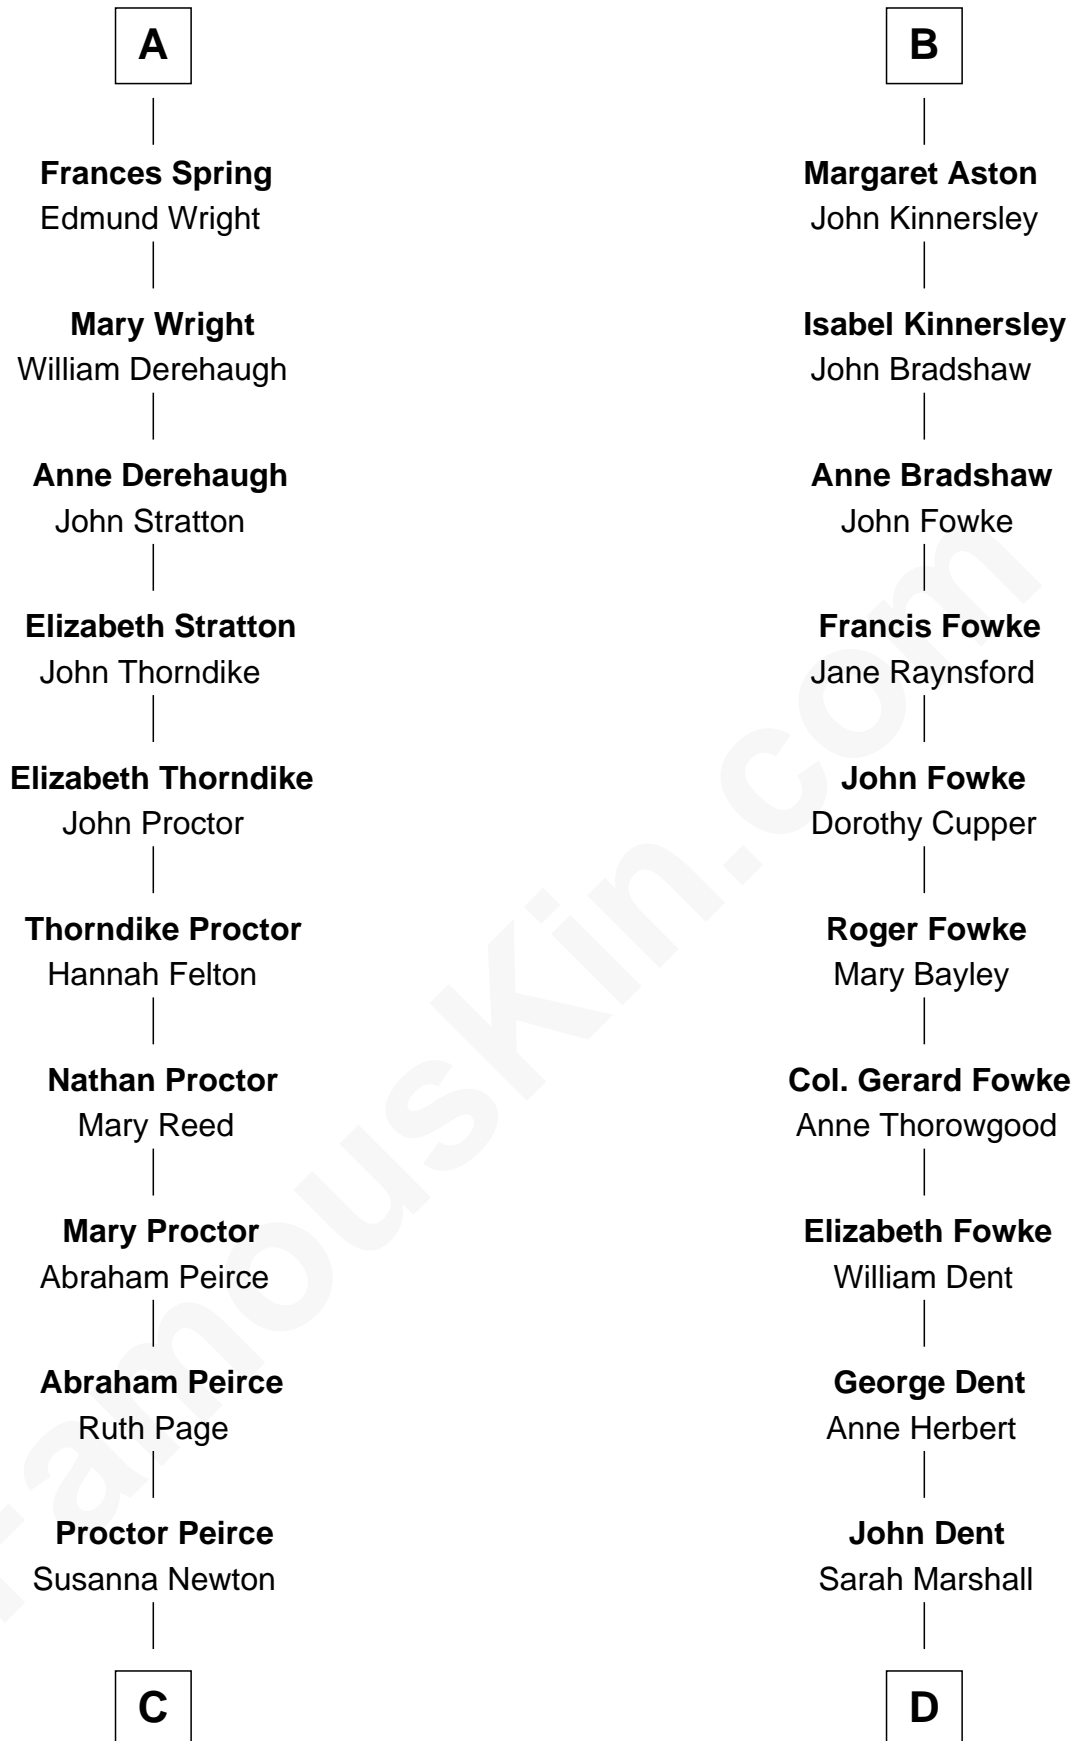 A
Frances Spring
Edmund Wright
Mary Wright
William Derehaugh
Anne Derehaugh
John Stratton
Elizabeth Stratton
John Thorndike
Elizabeth Thorndike
John Proctor
Thorndike Proctor
Hannah Felton
Nathan Proctor
Mary Reed
Mary Proctor
Abraham Peirce
Abraham Peirce
Ruth Page
Proctor Peirce
Susanna Newton
C
B
Margaret Aston
John Kinnersley
Isabel Kinnersley
John Bradshaw
Anne Bradshaw
John Fowke
Francis Fowke
Jane Raynsford
John Fowke
Dorothy Cupper
Roger Fowke
Mary Bayley
Col. Gerard Fowke
Anne Thorowgood
Elizabeth Fowke
William Dent
George Dent
Anne Herbert
John Dent
Sarah Marshall
D
FamousKin.com